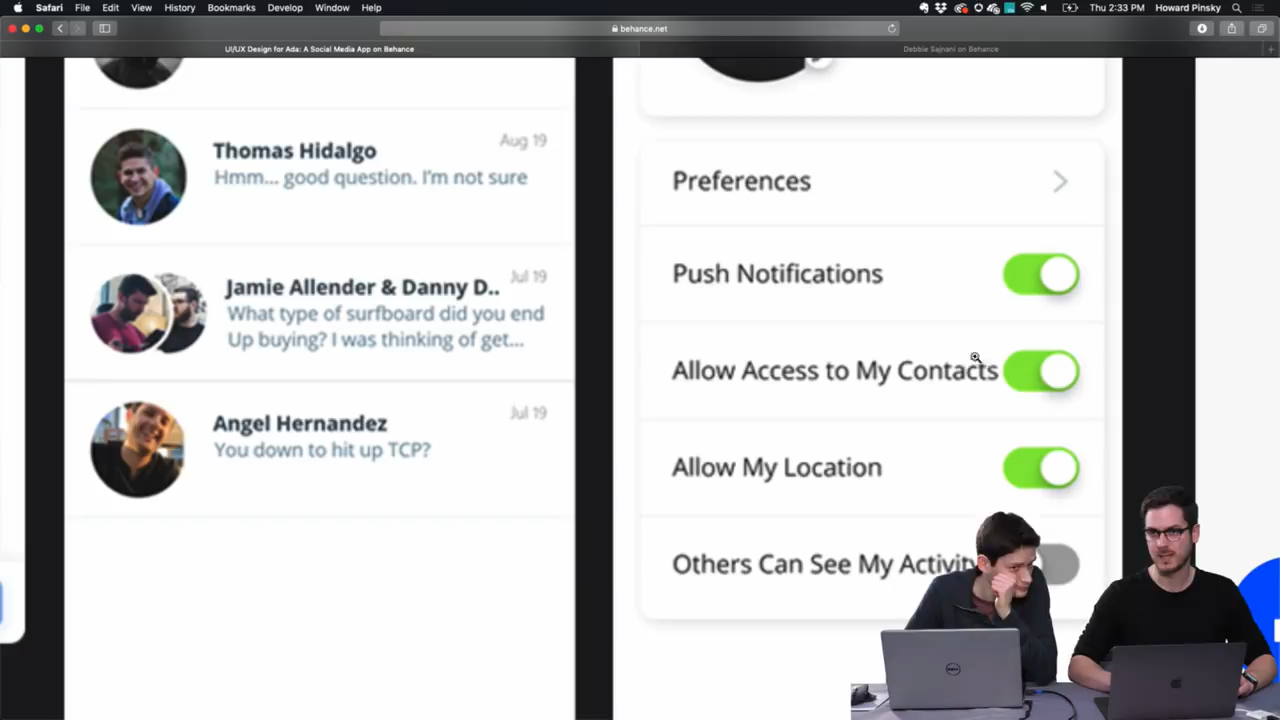 Safari File Edit View History Bookmarks Develop Window Help Thu 2:33 PM Howard Pinsky
behance.net
UI/UX Design for Ada: A Social Media App on Behance
Debbie Sajnani on Behance
Thomas Hidalgo
Aug 19
Hmm... good question. I'm not sure
Jamie Allender & Danny D..
Jul 19
What type of surfboard did you end
Up buying? I was thinking of get...
Angel Hernandez
Jul 19
You down to hit up TCP?
Preferences
Push Notifications
Allow Access to My Contacts
Allow My Location
Others Can See My Activity
DELL